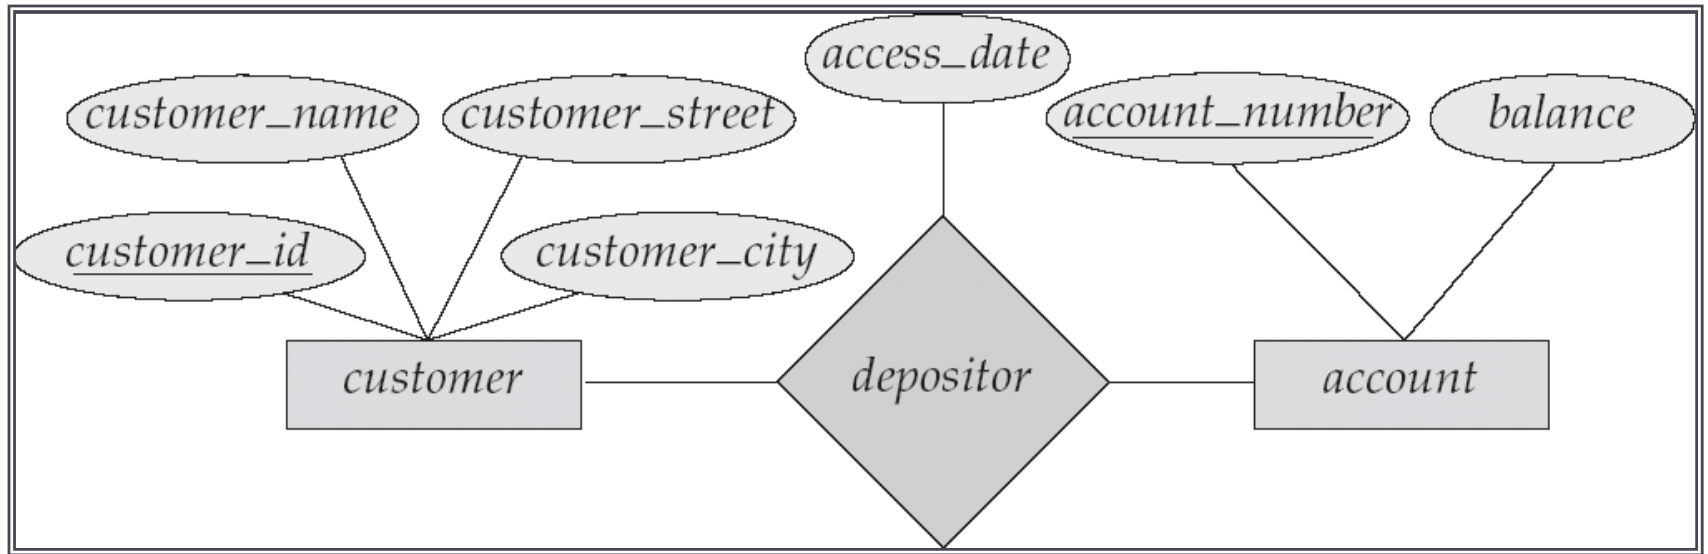 access_date
customer_name
customer_street
account_number
balance
customer_id
customer_city
customer
depositor
account